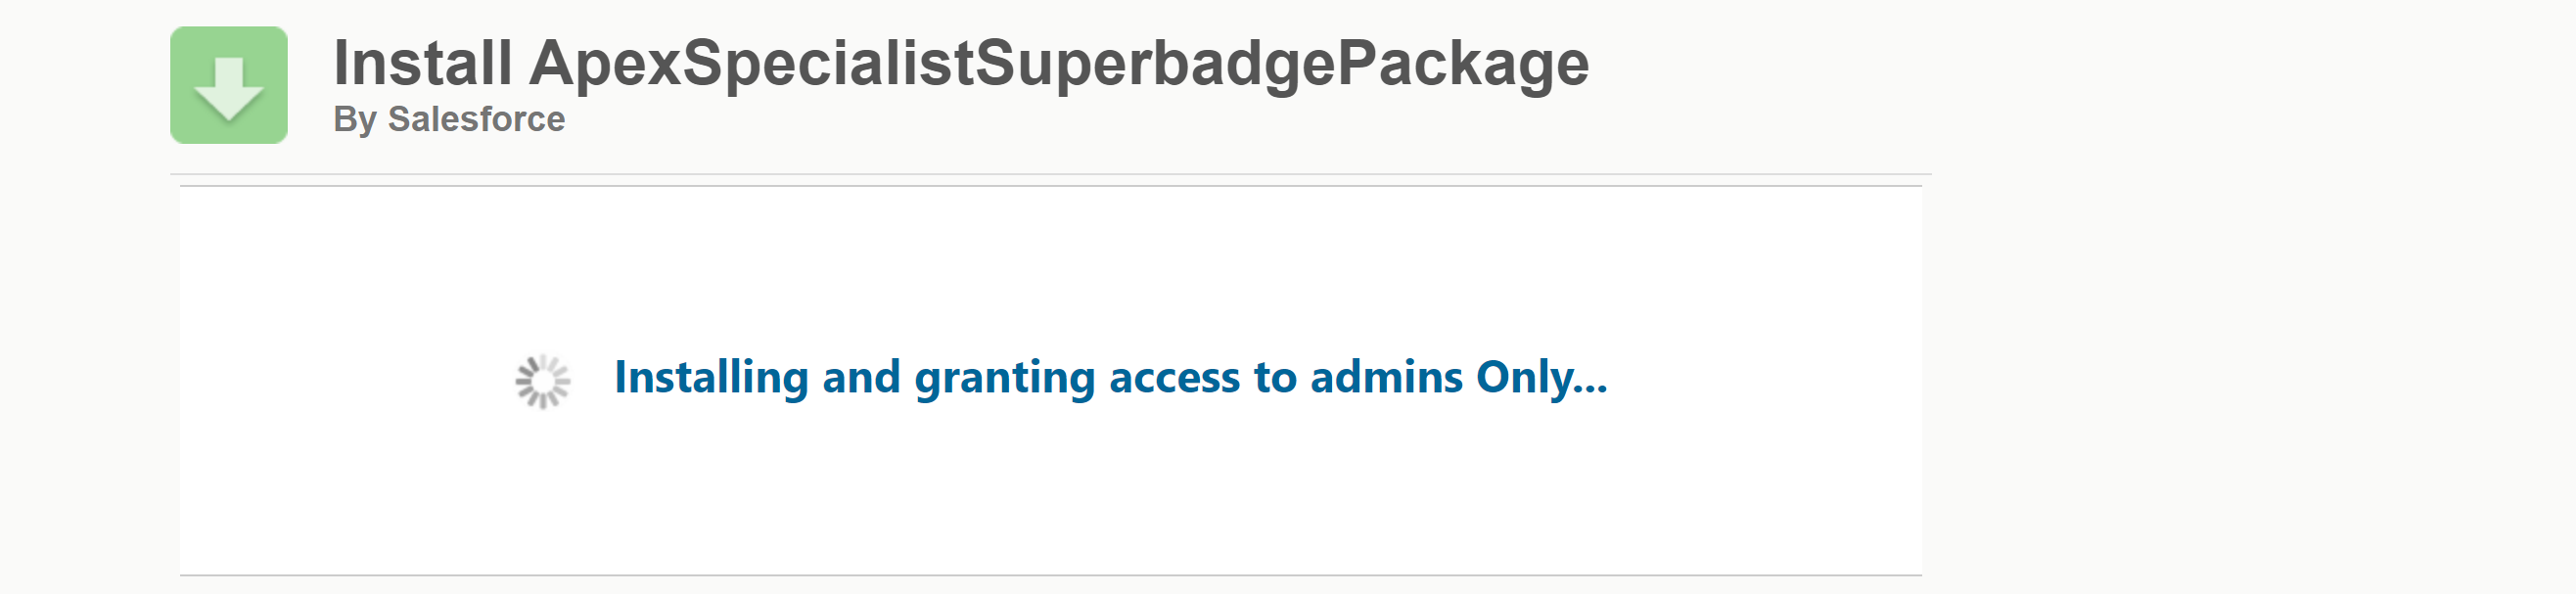 Install ApexSpecialistSuperbadgePackage
By Salesforce
Installing and granting access to admins Only...